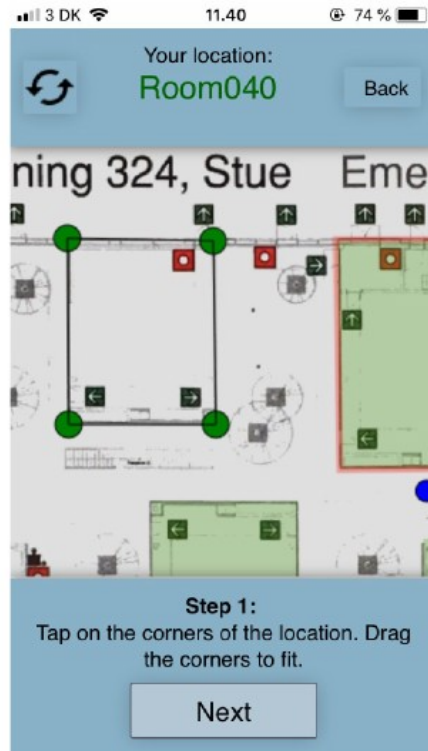 3 DK 11.40 74 %
Your location:
Room040
Back
ning 324, Stue Eme
Step 1:
Tap on the corners of the location. Drag
the corners to fit.
Next